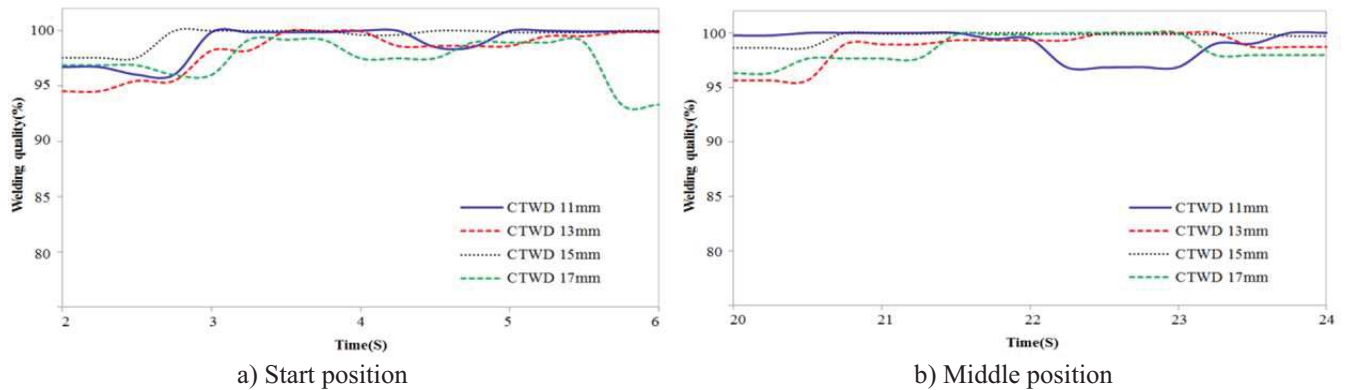 100
95
90
85
80
Welding quality(%)
CTWD 11mm
CTWD 13mm
CTWD 15mm
CTWD 17mm
2 3 4 5 6
Time(S)
a) Start position
100
95
90
85
80
Welding quality(%)
CTWD 11mm
CTWD 13mm
CTWD 15mm
CTWD 17mm
20 21 22 23 24
Time(S)
b) Middle position